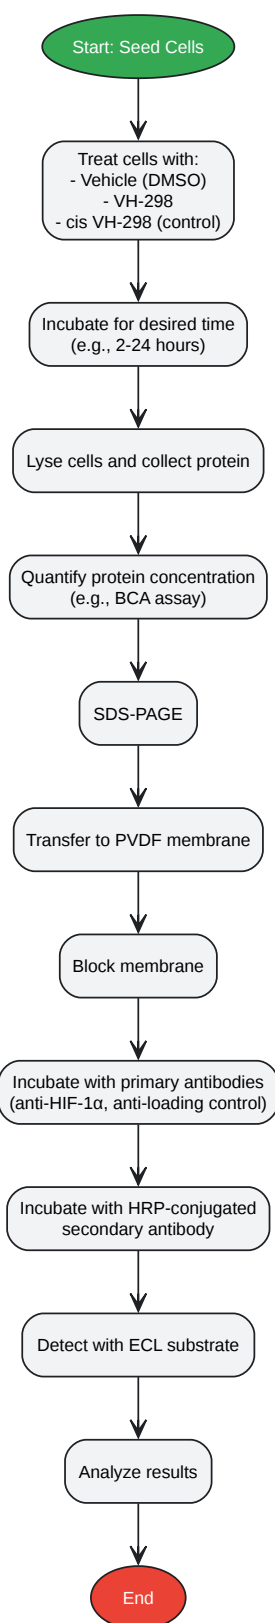 Start: Seed Cells
Treat cells with:
- Vehicle (DMSO)
- VH-298
- cis VH-298 (control)
Incubate for desired time
(e.g., 2-24 hours)
Lyse cells and collect protein
Quantify protein concentration
(e.g., BCA assay)
SDS-PAGE
Transfer to PVDF membrane
Block membrane
Incubate with primary antibodies
(anti-HIF-1α, anti-loading control)
Incubate with HRP-conjugated
secondary antibody
Detect with ECL substrate
Analyze results
End